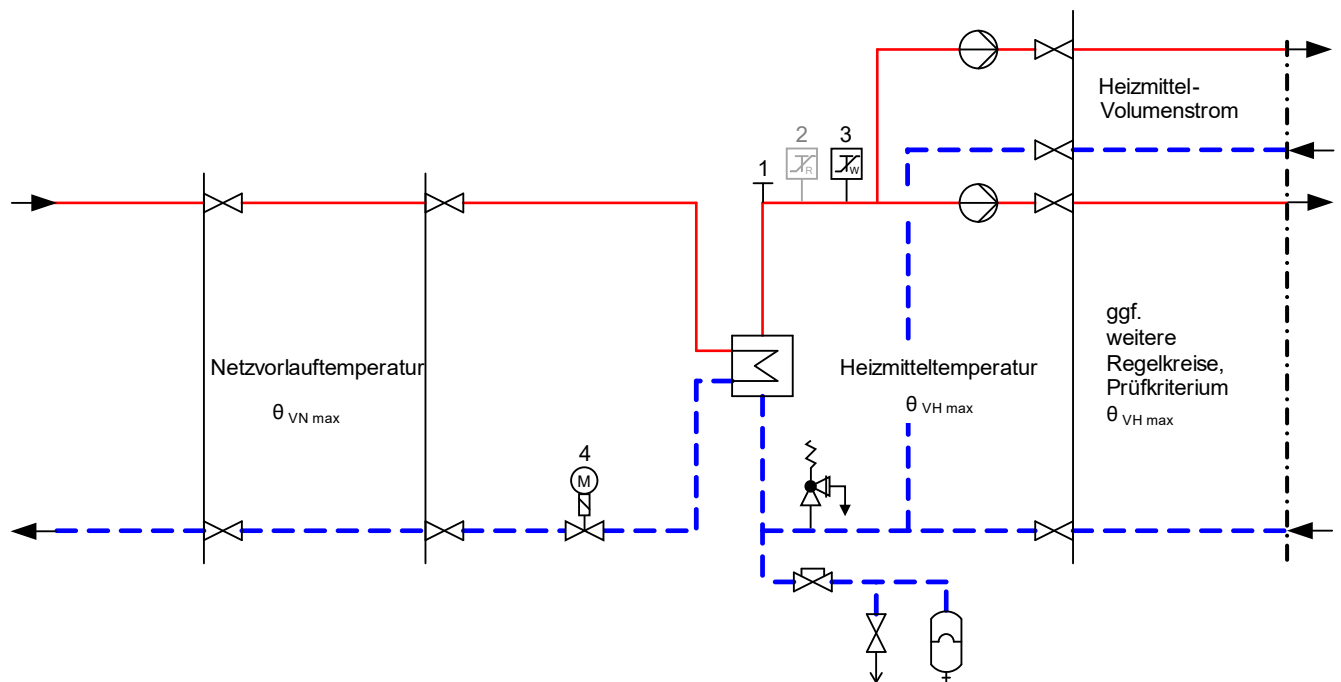 Heizmittel-
Volumenstrom
2
3
R
W
1
Netzvorlauftemperatur
θ VN max
Heizmitteltemperatur
θ VH max
ggf.
weitere
Regelkreise,
Prüfkriterium
θ VH max
4
M